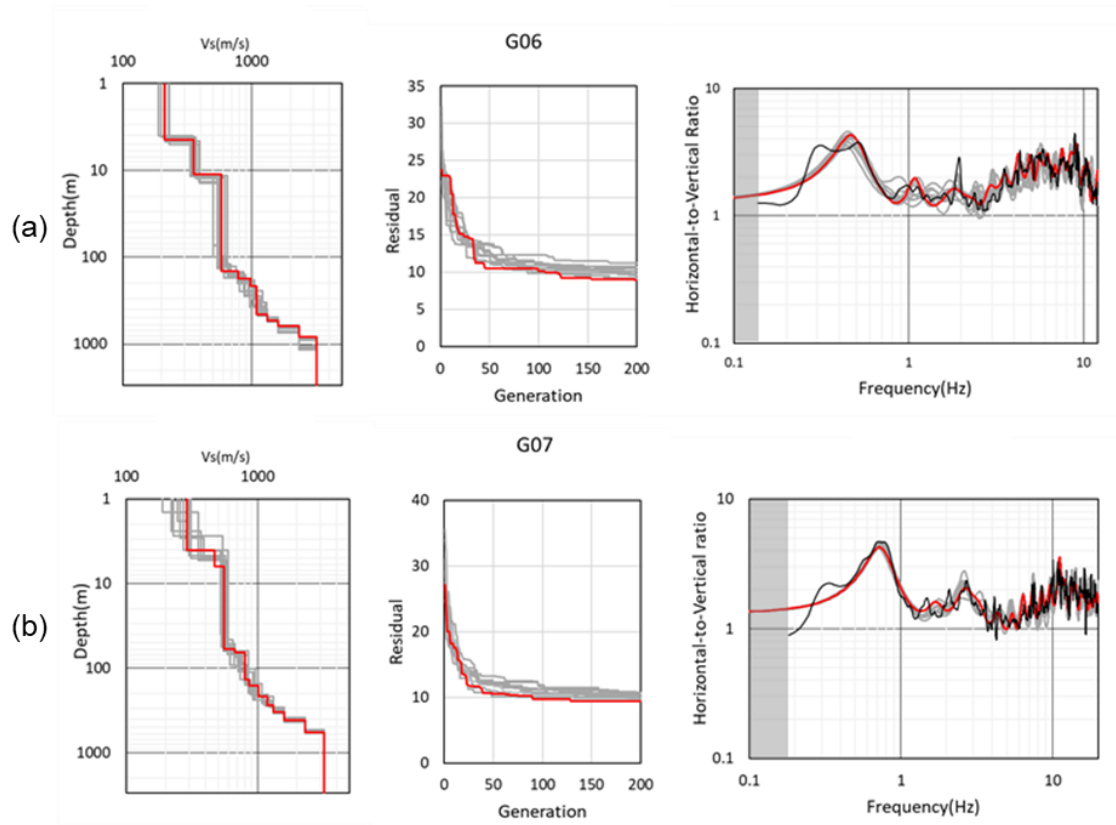 G06
Vs(m/s)
100 1000
1
10
100
1000
Depth(m)
(a)
35
30
25
20
15
10
5
0
Residual
0 50 100 150 200
Generation
10
1
0.1
Horizontal-to-Vertical Ratio
0.1 1 10
Frequency(Hz)
G07
Vs(m/s)
100 1000
1
10
100
1000
Depth(m)
(b)
40
30
20
10
0
Residual
0 50 100 150 200
Generation
10
1
0.1
Horizontal-to-Vertical ratio
0.1 1 10
Frequency(Hz)